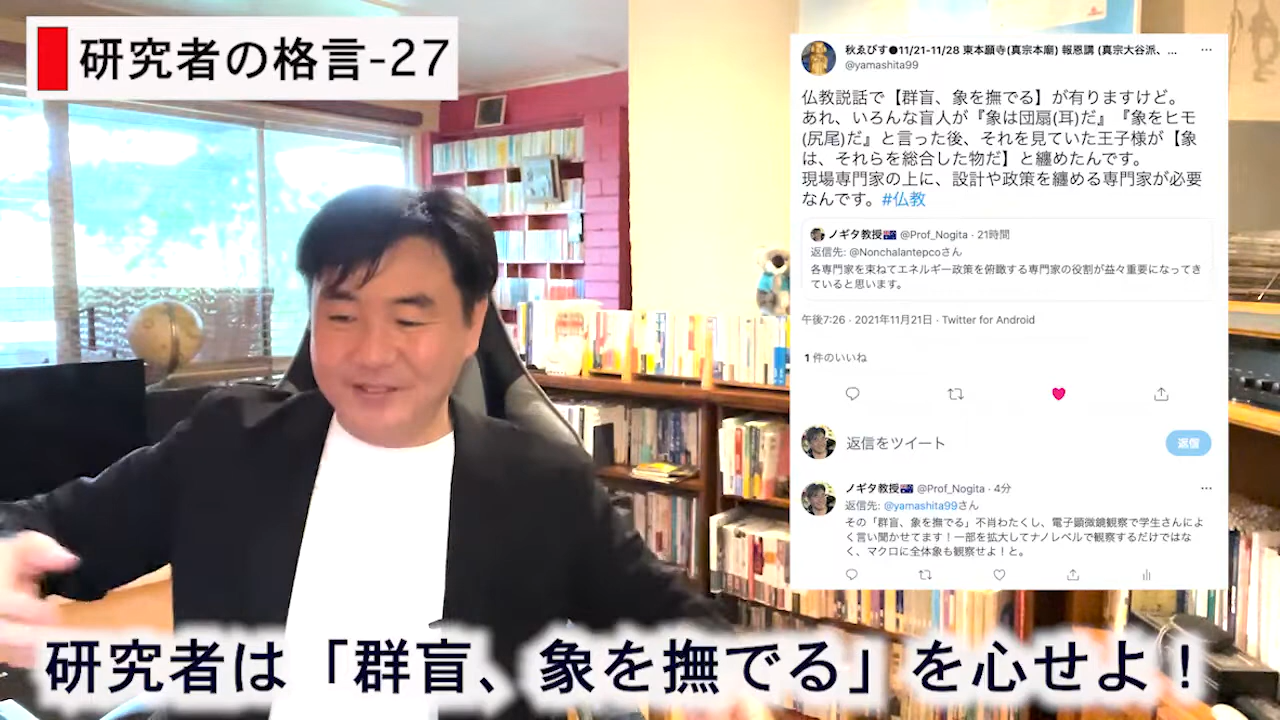 研究者の格言-27
秋ゑびす●11/21-11/28 東本願寺(真宗本廟) 報恩講 (真宗大谷派、...
@yamashita99
仏教説話で【群盲、象を撫でる】が有りますけど。
あれ、いろんな盲人が『象は団扇(耳)だ』『象をヒモ
(尻尾)だ』と言った後、それを見ていた王子様が【象
は、それらを総合した物だ】と纏めたんです。
現場専門家の上に、設計や政策を纏める専門家が必要
なんです。#仏教
ノギタ教授 @Prof_Nogita · 21時間
返信先: @Nonchalantepcoさん
各専門家を束ねてエネルギー政策を俯瞰する専門家の役割が益々重要になってき
ていると思います。
午後7:26 · 2021年11月21日 · Twitter for Android
1 件のいいね
返信をツイート
返信
ノギタ教授 @Prof_Nogita · 4分
返信先: @yamashita99さん
その「群盲、象を撫でる」不肖わたくし、電子顕微鏡観察で学生さんによ
く言い聞かせてます！一部を拡大してナノレベルで観察するだけではな
く、マクロに全体象も観察せよ！と。
研究者は「群盲、象を撫でる」を心せよ！